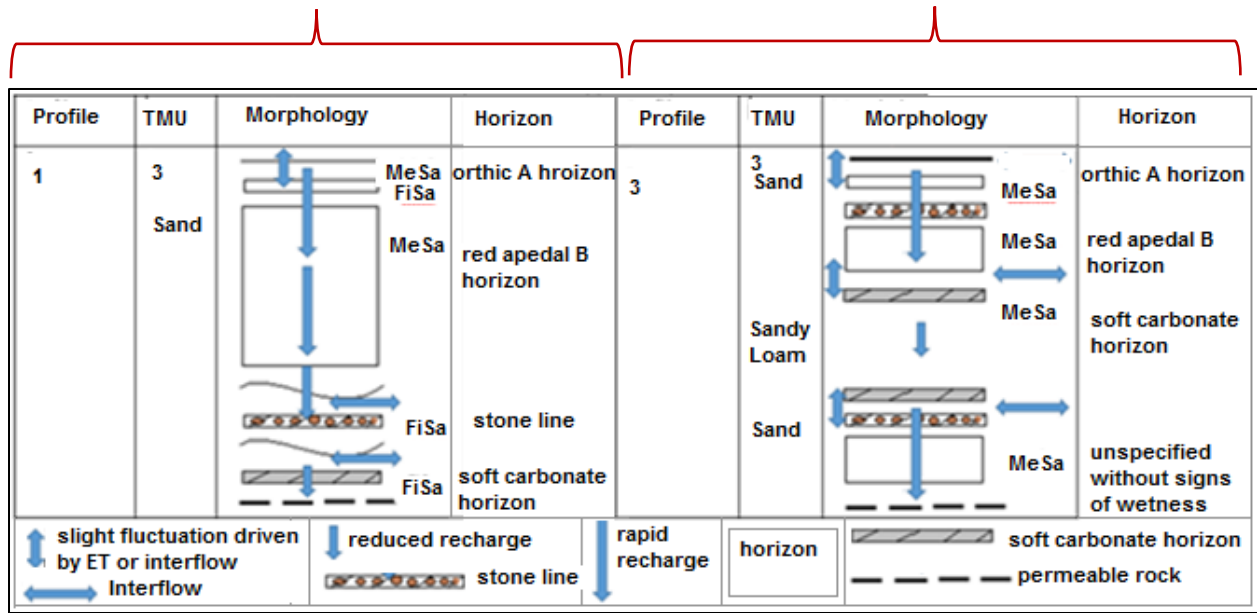 Profile TMU Morphology Horizon Profile TMU Morphology Horizon
1
3
Sand
MeSa
FiSa
MeSa
FiSa
FiSa
orthic A hroizon
red apedal B
horizon
stone line
soft carbonate
horizon
3
3
Sand
Sandy
Loam
Sand
MeSa
MeSa
MeSa
MeSa
orthic A horizon
red apedal B
horizon
soft carbonate
horizon
unspecified
without signs
of wetness
slight fluctuation driven
by ET or interflow
Interflow
reduced recharge
stone line
rapid
recharge
horizon
soft carbonate horizon
permeable rock